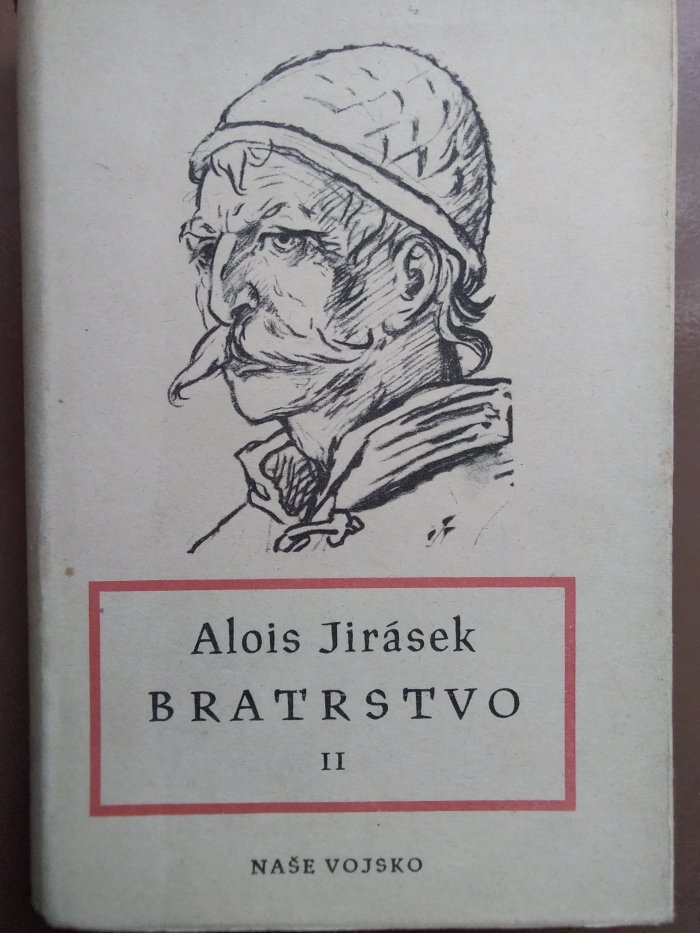 Alois Jirásek
BRATRSTVO
II
NAŠE VOJSKO